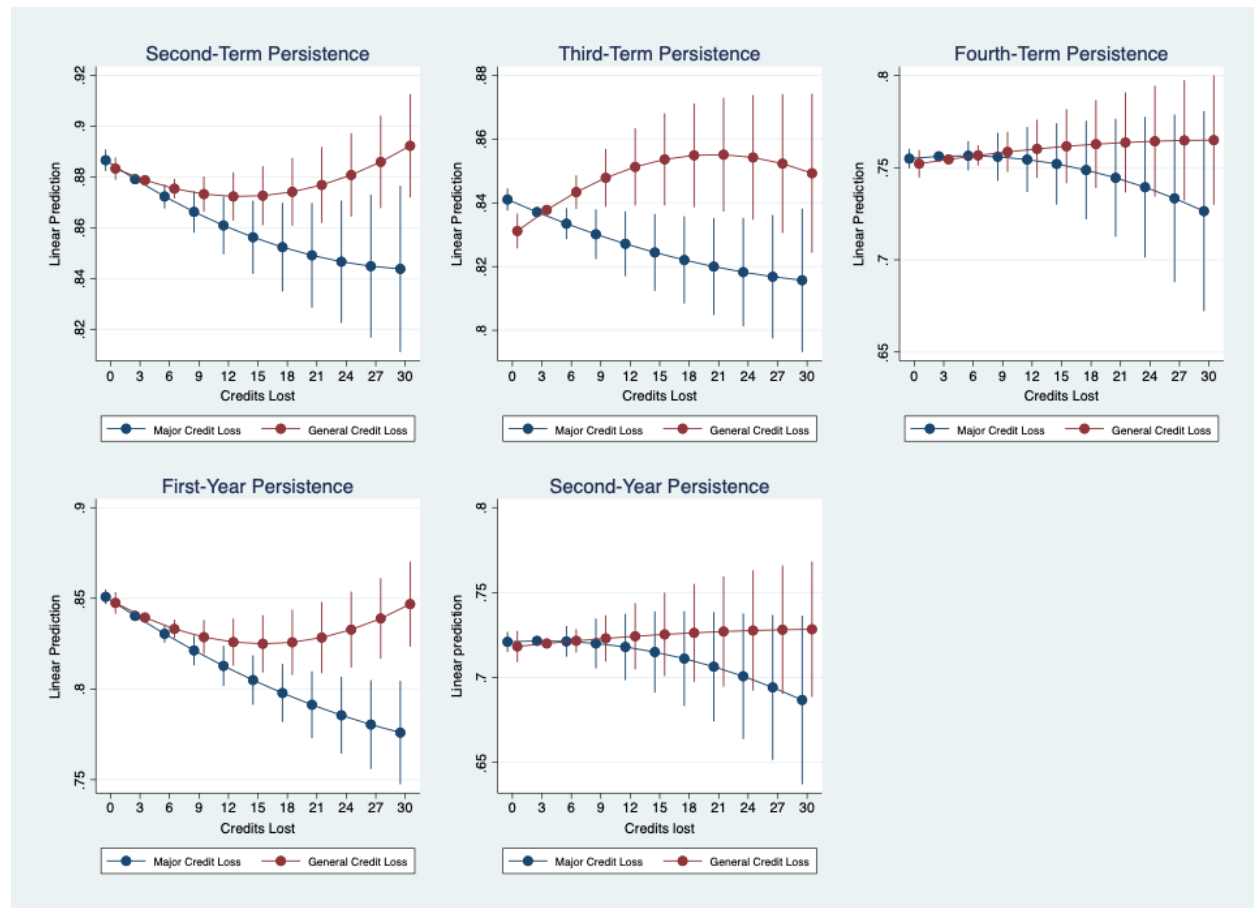 Second-Term Persistence
Linear Prediction
.92
.9
.88
.86
.84
.82
0 3 6 9 12 15 18 21 24 27 30
Credits Lost
Major Credit Loss General Credit Loss
Third-Term Persistence
Linear Prediction
.88
.86
.84
.82
.8
0 3 6 9 12 15 18 21 24 27 30
Credits Lost
Major Credit Loss General Credit Loss
Fourth-Term Persistence
Linear Prediction
.8
.75
.7
.65
0 3 6 9 12 15 18 21 24 27 30
Credits Lost
Major Credit Loss General Credit Loss
First-Year Persistence
Linear Prediction
.9
.85
.8
.75
0 3 6 9 12 15 18 21 24 27 30
Credits Lost
Major Credit Loss General Credit Loss
Second-Year Persistence
Linear prediction
.8
.75
.7
.65
0 3 6 9 12 15 18 21 24 27 30
Credits lost
Major Credit Loss General Credit Loss